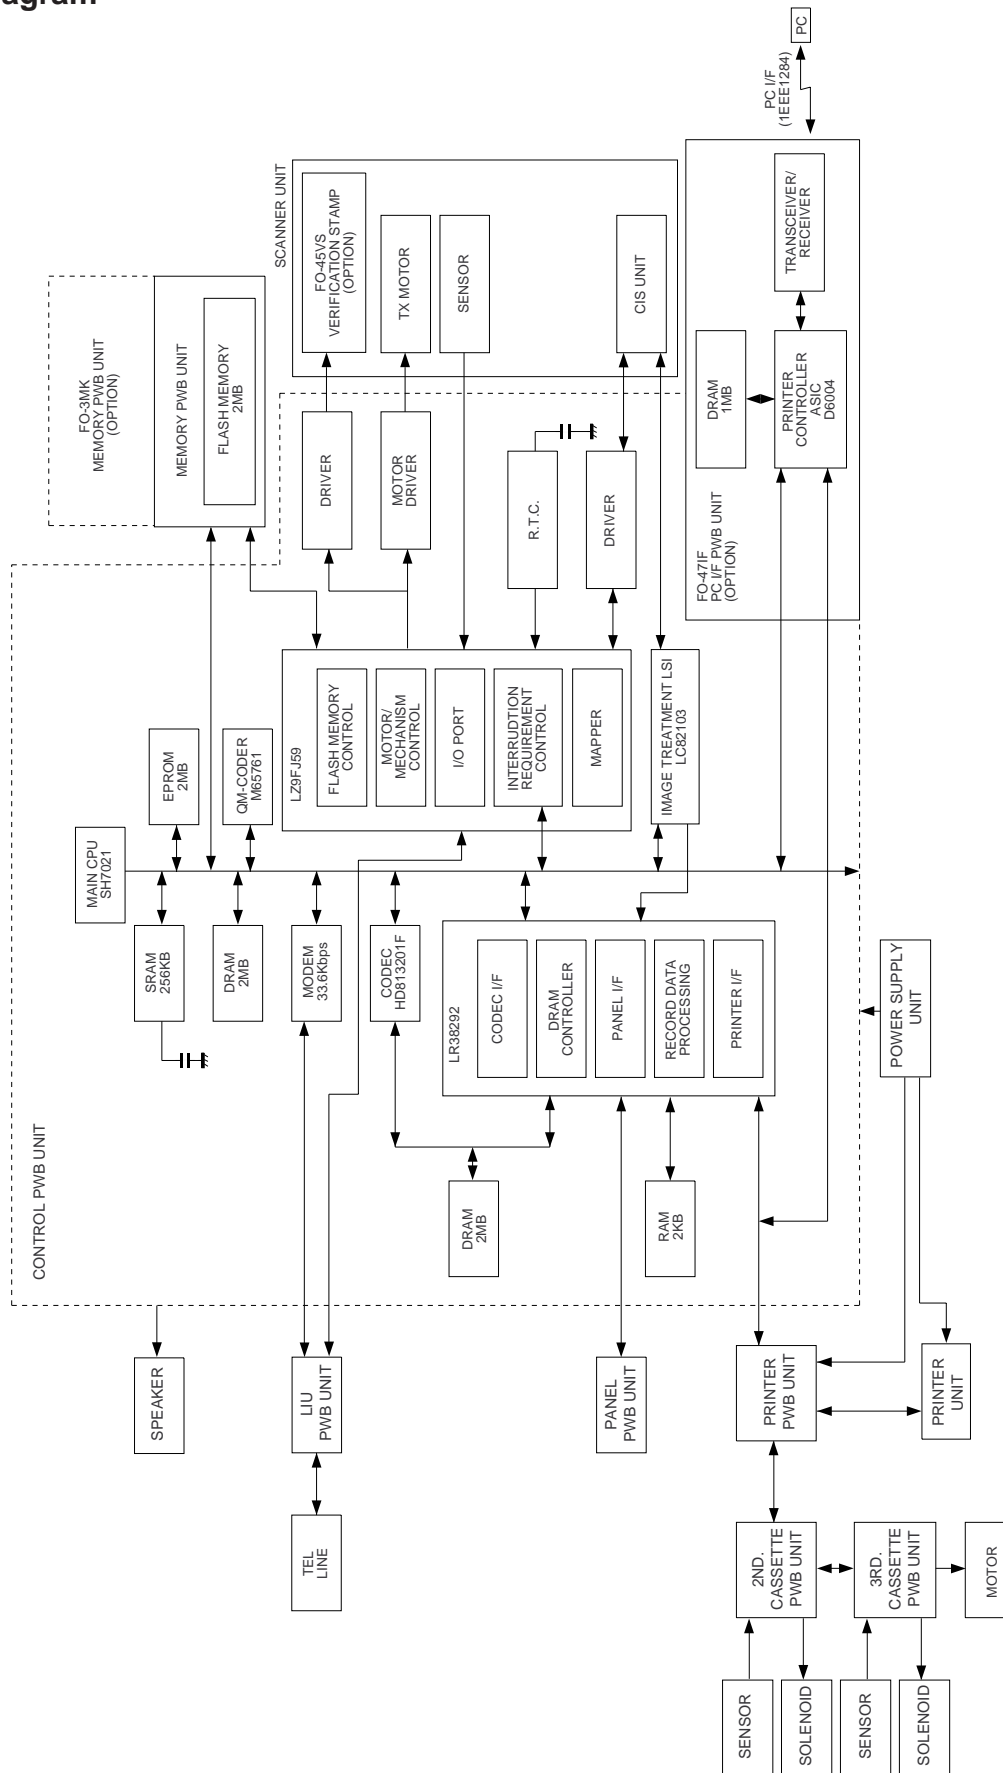 agram
PC
PC I/F
(1EEE1284)
SCANNER UNIT
FO-45VS
VERIFICATION STAMP
(OPTION)
TX MOTOR
SENSOR
CIS UNIT
TRANSCEIVER/
RECEIVER
DRAM
1MB
PRINTER
CONTROLLER
ASIC
D6004
FO-47IF
PC I/F PWB UNIT
(OPTION)
FO-3MK
MEMORY PWB UNIT
(OPTION)
MEMORY PWB UNIT
FLASH MEMORY
2MB
DRIVER
MOTOR
DRIVER
R.T.C.
DRIVER
LZ9FJ59
FLASH MEMORY
CONTROL
MOTOR/
MECHANISM
CONTROL
I/O PORT
INTERRUDTION
REQUIREMENT
CONTROL
MAPPER
IMAGE TREATMENT LSI
LC82103
EPROM
2MB
QM-CODER
M65761
MAIN CPU
SH7021
SRAM
256KB
DRAM
2MB
MODEM
33.6Kbps
CODEC
HD813201F
LR38292
CODEC I/F
DRAM
CONTROLLER
PANEL I/F
RECORD DATA
PROCESSING
PRINTER I/F
POWER SUPPLY
UNIT
DRAM
2MB
RAM
2KB
CONTROL PWB UNIT
SPEAKER
LIU
PWB UNIT
PANEL
PWB UNIT
PRINTER
PWB UNIT
PRINTER
UNIT
TEL
LINE
2ND.
CASSETTE
PWB UNIT
3RD.
CASSETTE
PWB UNIT
MOTOR
SENSOR
SOLENOID
SENSOR
SOLENOID